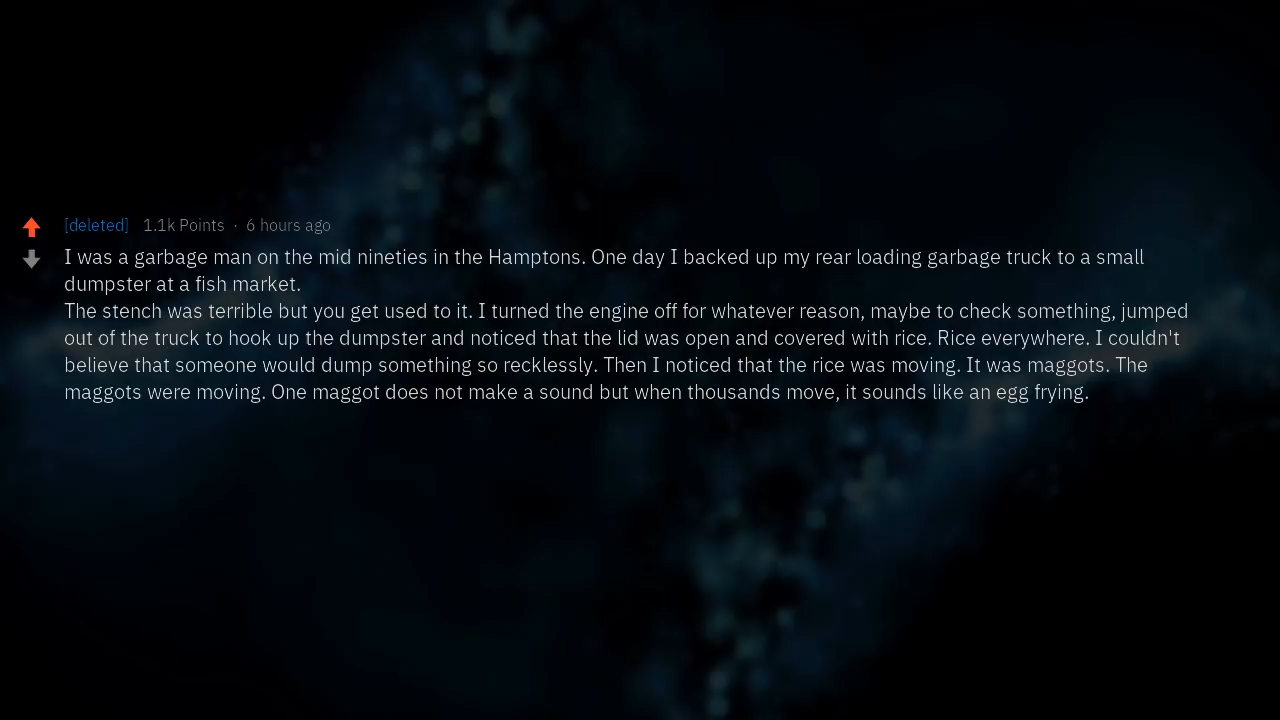 [deleted] 1.1k Points · 6 hours ago
I was a garbage man on the mid nineties in the Hamptons. One day I backed up my rear loading garbage truck to a small
dumpster at a fish market.
The stench was terrible but you get used to it. I turned the engine off for whatever reason, maybe to check something, jumped
out of the truck to hook up the dumpster and noticed that the lid was open and covered with rice. Rice everywhere. I couldn't
believe that someone would dump something so recklessly. Then I noticed that the rice was moving. It was maggots. The
maggots were moving. One maggot does not make a sound but when thousands move, it sounds like an egg frying.